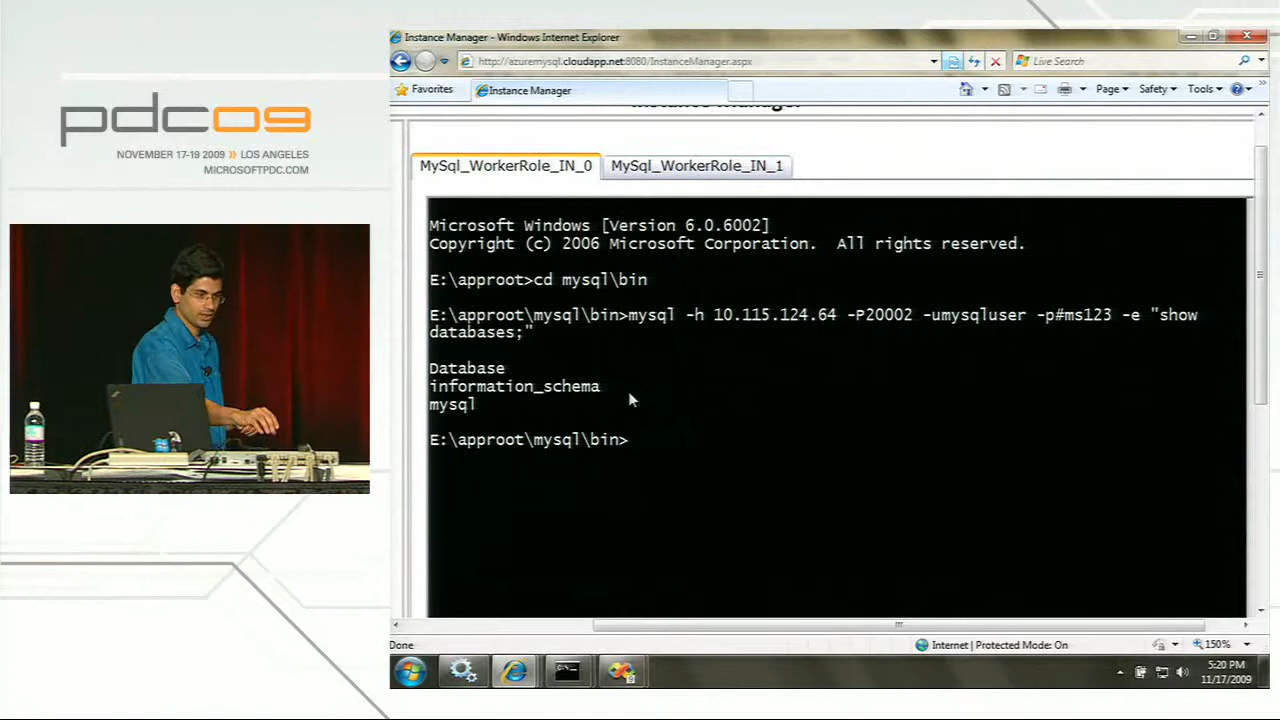 pdc09
NOVEMBER 17-19 2009 » LOS ANGELES
MICROSOFTPDC.COM
Instance Manager - Windows Internet Explorer
http://azuremysql.cloudapp.net:8080/InstanceManager.aspx
Live Search
Favorites
Instance Manager
Page
Safety
Tools
Instance Manager
MySql_WorkerRole_IN_0
MySql_WorkerRole_IN_1
Microsoft Windows [Version 6.0.6002]
Copyright (c) 2006 Microsoft Corporation.  All rights reserved.
E:\approot>cd mysql\bin
E:\approot\mysql\bin>mysql -h 10.115.124.64 -P20002 -umysqluser -p#ms123 -e "show
databases;"
Database
information_schema
mysql
E:\approot\mysql\bin>
Done
Internet | Protected Mode: On
150%
5:20 PM
11/17/2009